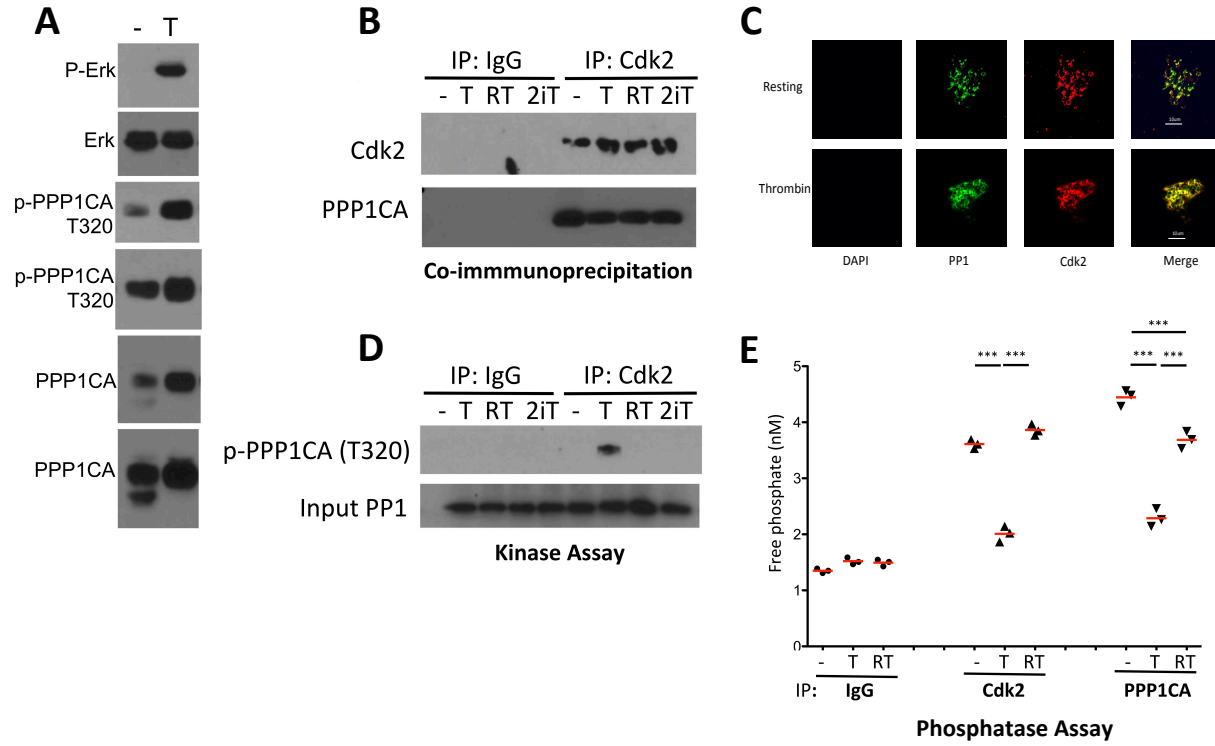 A
- T
P-Erk
Erk
p-PPP1CA
T320
p-PPP1CA
T320
PPP1CA
PPP1CA
B
IP: IgG IP: Cdk2
- T RT 2iT - T RT 2iT
Cdk2
PPP1CA
Co-immmunoprecipitation
C
Resting
10um
Thrombin
10um
DAPI PP1 Cdk2 Merge
D
IP: IgG IP: Cdk2
- T RT 2iT - T RT 2iT
p-PPP1CA (T320)
Input PP1
Kinase Assay
E
***
*** *** *** ***
Free phosphate (nM)
5
4
3
2
1
0
- T RT - T RT - T RT
IP: IgG Cdk2 PPP1CA
Phosphatase Assay